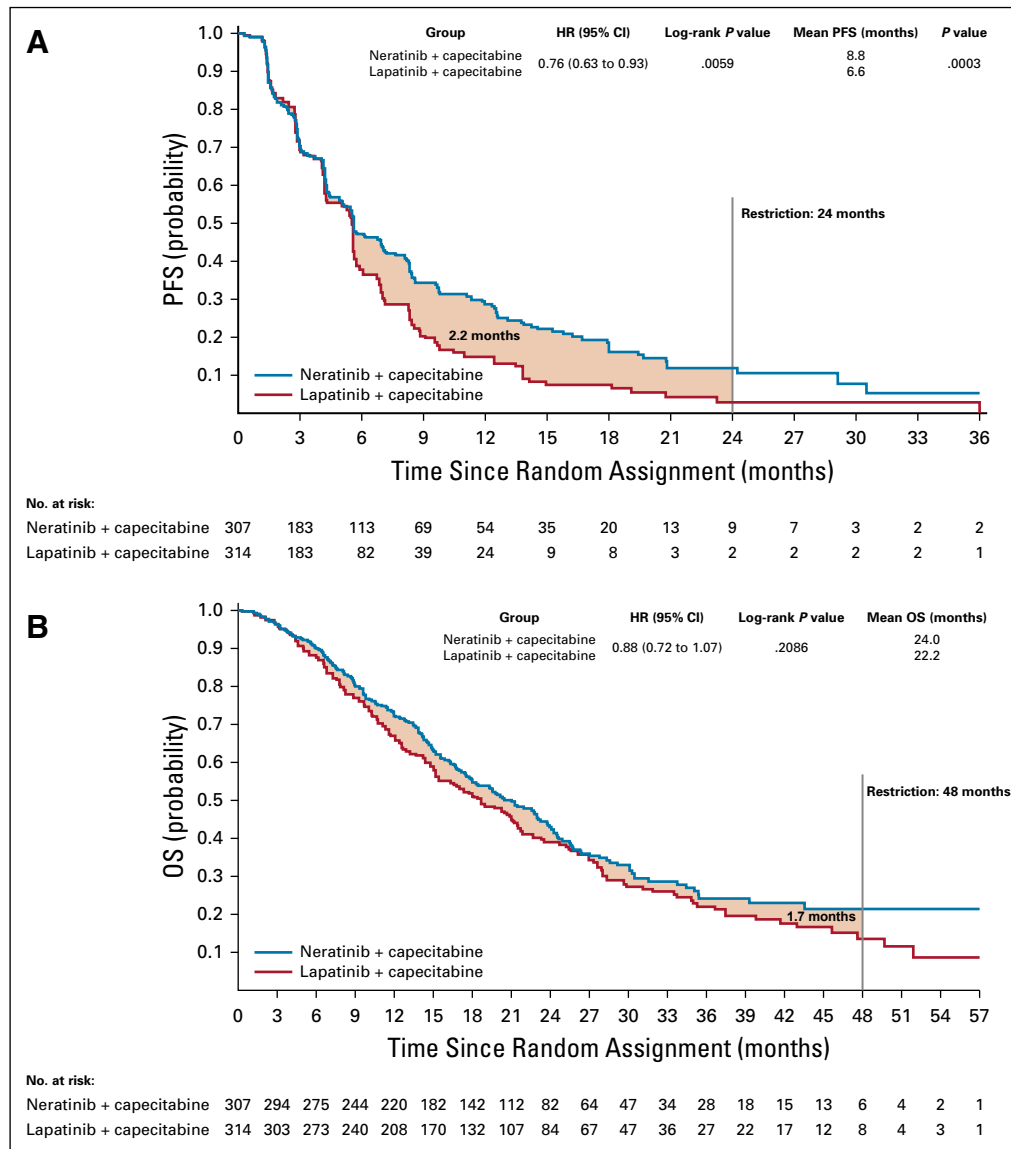 A
Group HR (95% CI) Log-rank P value Mean PFS (months) P value
Neratinib + capecitabine 8.8
0.76 (0.63 to 0.93) .0059 .0003
Lapatinib + capecitabine 6.6
PFS (probability)
1.0
0.9
0.8
0.7
0.6
0.5
0.4
0.3
0.2
0.1
Restriction: 24 months
2.2 months
Neratinib + capecitabine
Lapatinib + capecitabine
0 3 6 9 12 15 18 21 24 27 30 33 36
Time Since Random Assignment (months)
No. at risk:
Neratinib + capecitabine 307 183 113 69 54 35 20 13 9 7 3 2 2
Lapatinib + capecitabine 314 183 82 39 24 9 8 3 2 2 2 2 1
B
Group HR (95% CI) Log-rank P value Mean OS (months)
Neratinib + capecitabine 24.0
0.88 (0.72 to 1.07) .2086
Lapatinib + capecitabine 22.2
OS (probability)
1.0
0.9
0.8
0.7
0.6
0.5
0.4
0.3
0.2
0.1
Restriction: 48 months
1.7 months
Neratinib + capecitabine
Lapatinib + capecitabine
0 3 6 9 12 15 18 21 24 27 30 33 36 39 42 45 48 51 54 57
Time Since Random Assignment (months)
No. at risk:
Neratinib + capecitabine 307 294 275 244 220 182 142 112 82 64 47 34 28 18 15 13 6 4 2 1
Lapatinib + capecitabine 314 303 273 240 208 170 132 107 84 67 47 36 27 22 17 12 8 4 3 1